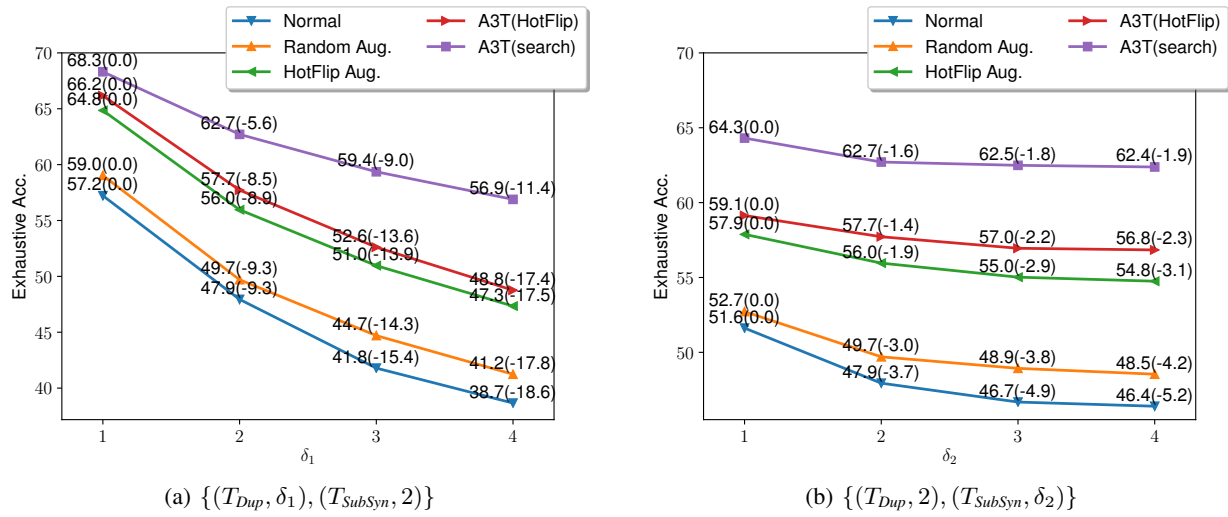 Normal
Random Aug.
HotFlip Aug.
A3T(HotFlip)
A3T(search)
70
65
60
55
50
45
40
Exhaustive Acc.
68.3(0.0)
66.2(0.0)
64.8(0.0)
59.0(0.0)
57.2(0.0)
62.7(-5.6)
57.7(-8.5)
56.0(-8.9)
49.7(-9.3)
47.9(-9.3)
59.4(-9.0)
52.6(-13.6)
51.0(-13.9)
44.7(-14.3)
41.8(-15.4)
56.9(-11.4)
48.8(-17.4)
47.3(-17.5)
41.2(-17.8)
38.7(-18.6)
1 2 3 4
δ1
(a) {(T_Dup, δ1), (T_SubSyn, 2)}
Normal
Random Aug.
HotFlip Aug.
A3T(HotFlip)
A3T(search)
70
65
60
55
50
Exhaustive Acc.
64.3(0.0)
59.1(0.0)
57.9(0.0)
52.7(0.0)
51.6(0.0)
62.7(-1.6)
57.7(-1.4)
56.0(-1.9)
49.7(-3.0)
47.9(-3.7)
62.5(-1.8)
57.0(-2.2)
55.0(-2.9)
48.9(-3.8)
46.7(-4.9)
62.4(-1.9)
56.8(-2.3)
54.8(-3.1)
48.5(-4.2)
46.4(-5.2)
1 2 3 4
δ2
(b) {(T_Dup, 2), (T_SubSyn, δ2)}